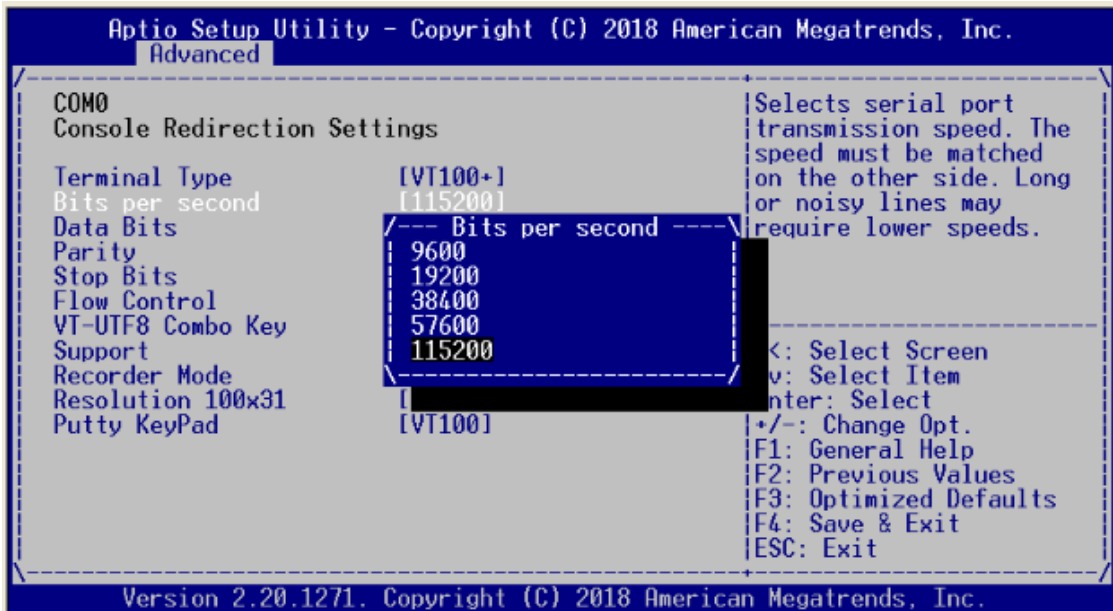 Aptio Setup Utility - Copyright (C) 2018 American Megatrends, Inc.
Advanced
COM0
Console Redirection Settings
Terminal Type [VT100+]
Bits per second [115200]
Data Bits
Parity
Stop Bits
Flow Control
VT-UTF8 Combo Key
Support
Recorder Mode
Resolution 100x31 [
Putty KeyPad [VT100]
--- Bits per second ----
9600
19200
38400
57600
115200
Selects serial port
transmission speed. The
speed must be matched
on the other side. Long
or noisy lines may
require lower speeds.
<: Select Screen
v: Select Item
nter: Select
+/-: Change Opt.
F1: General Help
F2: Previous Values
F3: Optimized Defaults
F4: Save & Exit
ESC: Exit
Version 2.20.1271. Copyright (C) 2018 American Megatrends, Inc.